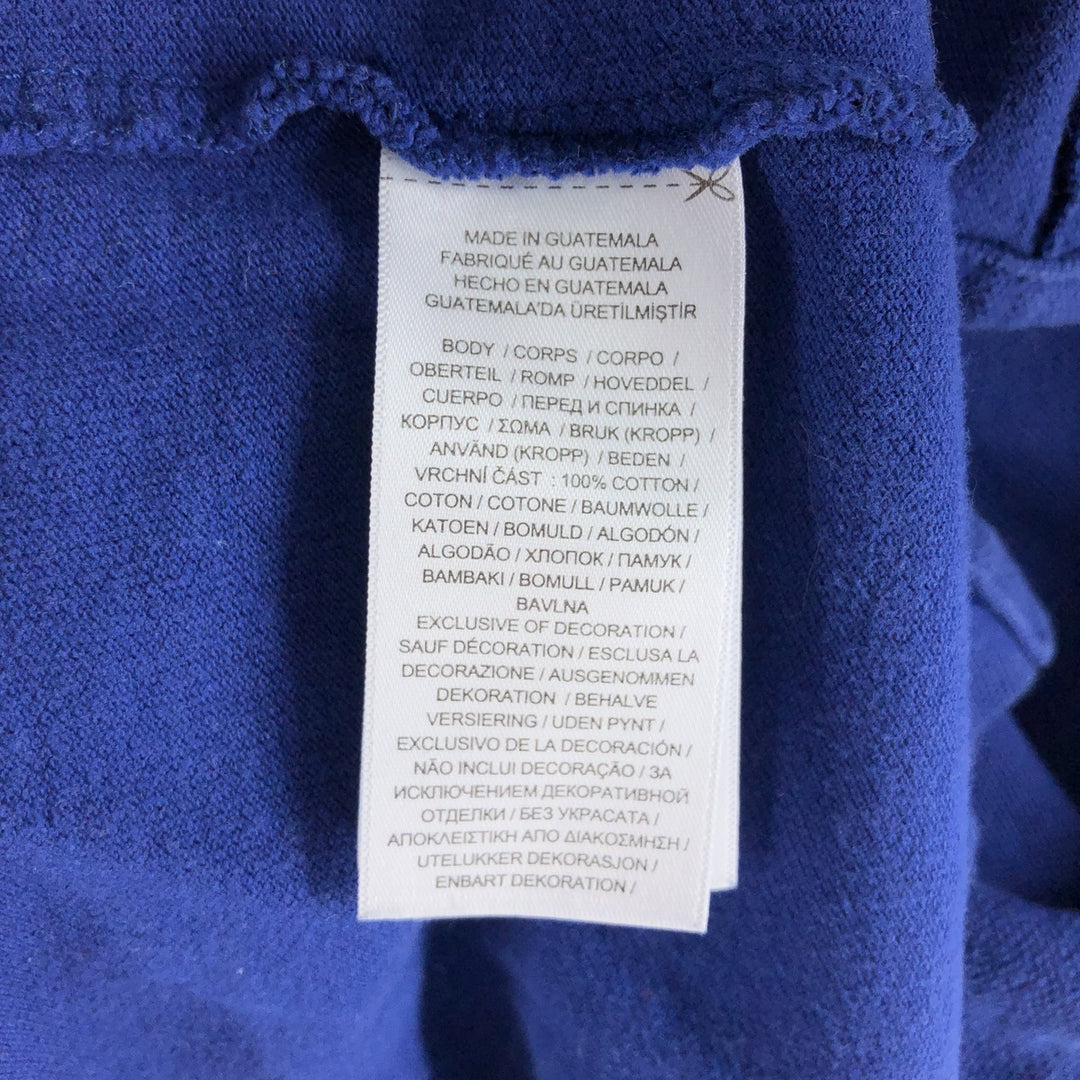 MADE IN GUATEMALA
FABRIQUÉ AU GUATEMALA
HECHO EN GUATEMALA
GUATEMALA'DA ÜRETİLMİŞTİR
BODY / CORPS / CORPO /
OBERTEIL / ROMP / HOVEDDEL /
CUERPO / ПЕРЕД И СПИНКА /
КОРПУС / ΣΩΜΑ / BRUK (KROPP) /
ANVÄND (KROPP) / BEDEN /
VRCHNÍ ČÁST : 100% COTTON /
COTON / COTONE / BAUMWOLLE /
KATOEN / BOMULD / ALGODÓN /
ALGODÃO / ХЛОПОК / ПАМУК /
BAMBAKI / BOMULL / PAMUK /
BAVLNA
EXCLUSIVE OF DECORATION /
SAUF DÉCORATION / ESCLUSA LA
DECORAZIONE / AUSGENOMMEN
DEKORATION / BEHALVE
VERSIERING / UDEN PYNT /
EXCLUSIVO DE LA DECORACIÓN /
NÃO INCLUI DECORAÇÃO / ЗА
ИСКЛЮЧЕНИЕМ ДЕКОРАТИВНОЙ
ОТДЕЛКИ / БЕЗ УКРАСАТА /
ΑΠΟΚΛΕΙΣΤΙΚΗ ΑΠΟ ΔΙΑΚΟΣΜΗΣΗ /
UTELUKKER DEKORASJON /
ENBART DEKORATION /